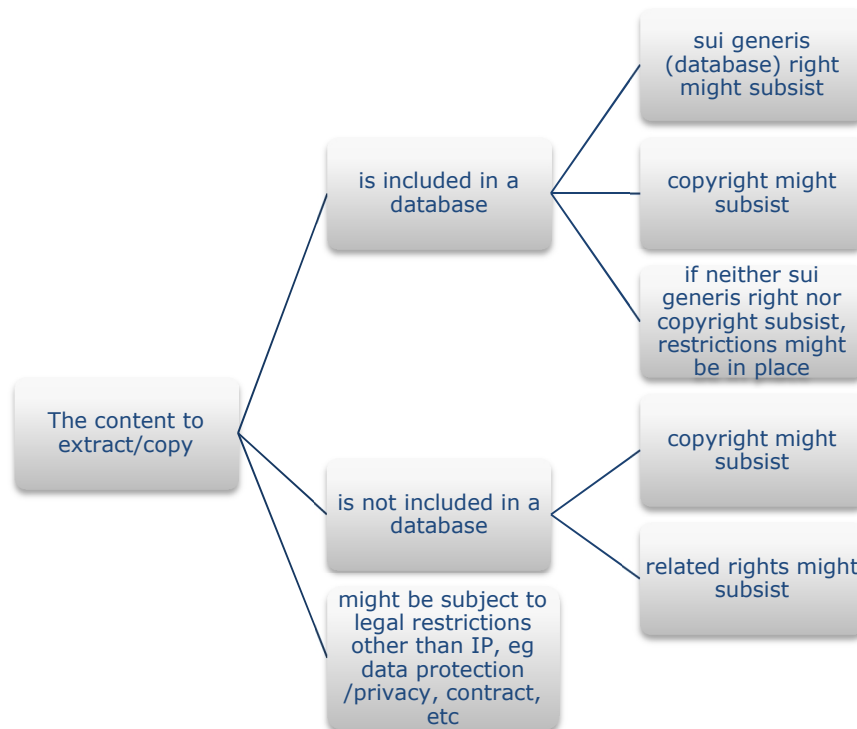 The content to
extract/copy
is included in a
database
sui generis
(database) right
might subsist
copyright might
subsist
if neither sui
generis right nor
copyright subsist,
restrictions might
be in place
is not included in a
database
copyright might
subsist
related rights might
subsist
might be subject to
legal restrictions
other than IP, eg
data protection
/privacy, contract,
etc